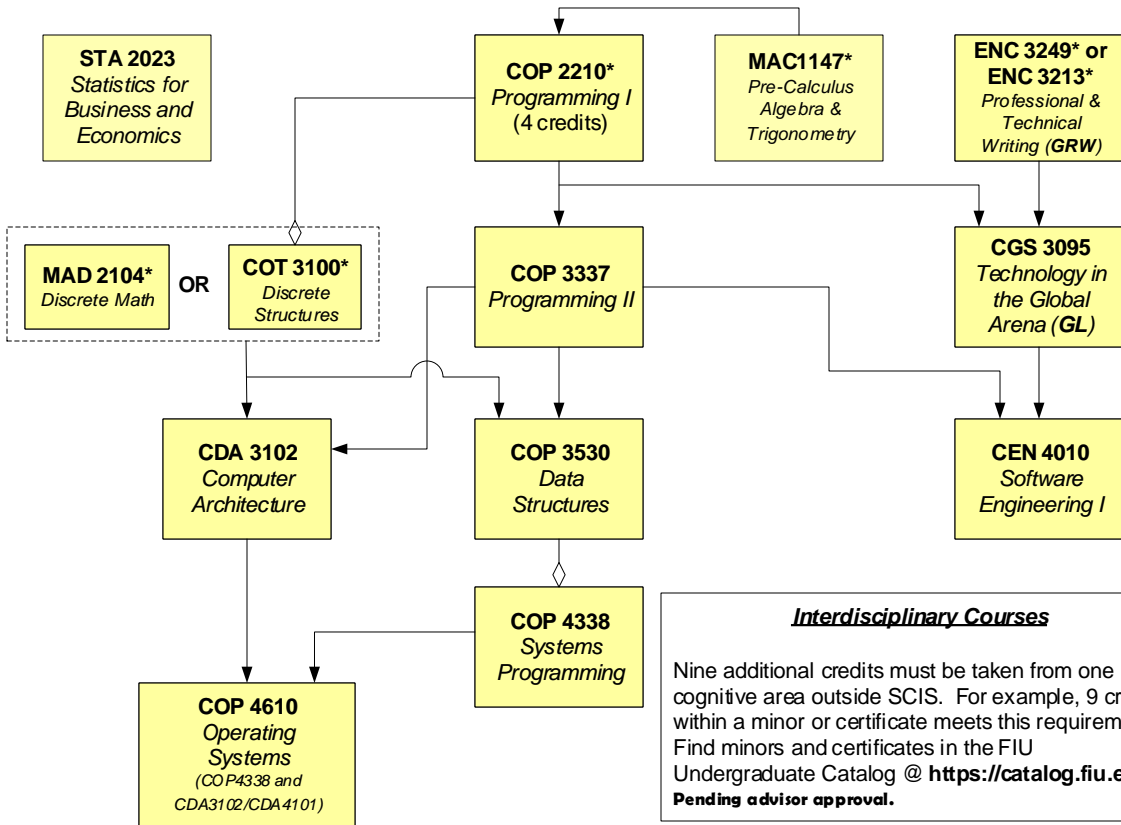 STA 2023
Statistics for
Business and
Economics
COP 2210*
Programming I
(4 credits)
MAC1147*
Pre-Calculus
Algebra &
Trigonometry
ENC 3249* or
ENC 3213*
Professional &
Technical
Writing (GRW)
MAD 2104*
Discrete Math
OR
COT 3100*
Discrete
Structures
COP 3337
Programming II
CGS 3095
Technology in
the Global
Arena (GL)
CDA 3102
Computer
Architecture
COP 3530
Data
Structures
CEN 4010
Software
Engineering I
COP 4338
Systems
Programming
COP 4610
Operating
Systems
(COP4338 and
CDA3102/CDA4101)
Interdisciplinary Courses
Nine additional credits must be taken from one
cognitive area outside SCIS. For example, 9 cr
within a minor or certificate meets this requirem
Find minors and certificates in the FIU
Undergraduate Catalog @ https://catalog.fiu.e
Pending advisor approval.